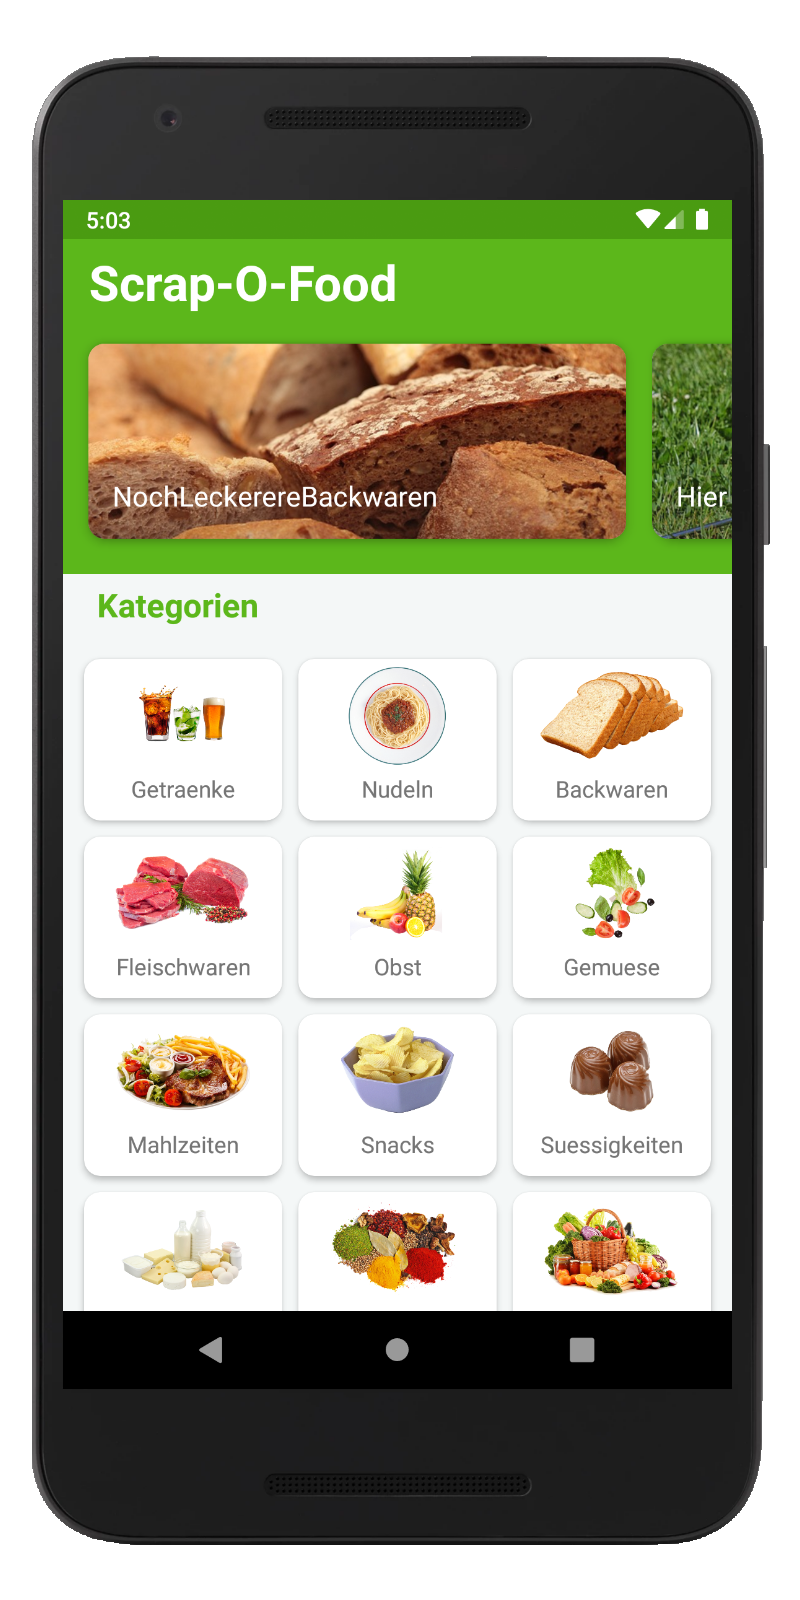 5:03
Scrap-O-Food
NochLeckerereBackwaren
Hier
Kategorien
Getraenke
Nudeln
Backwaren
Fleischwaren
Obst
Gemuese
Mahlzeiten
Snacks
Suessigkeiten